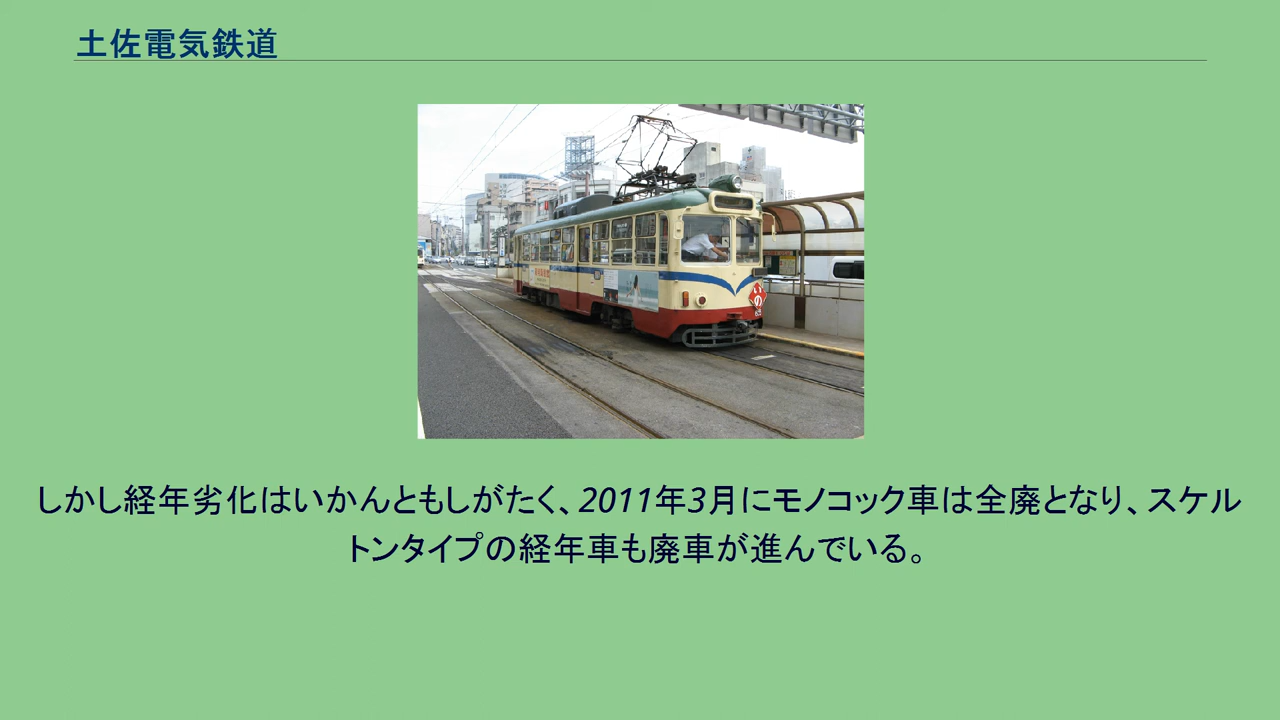 土佐電気鉄道
いの
しかし経年劣化はいかんともしがたく、2011年3月にモノコック車は全廃となり、スケル
トンタイプの経年車も廃車が進んでいる。